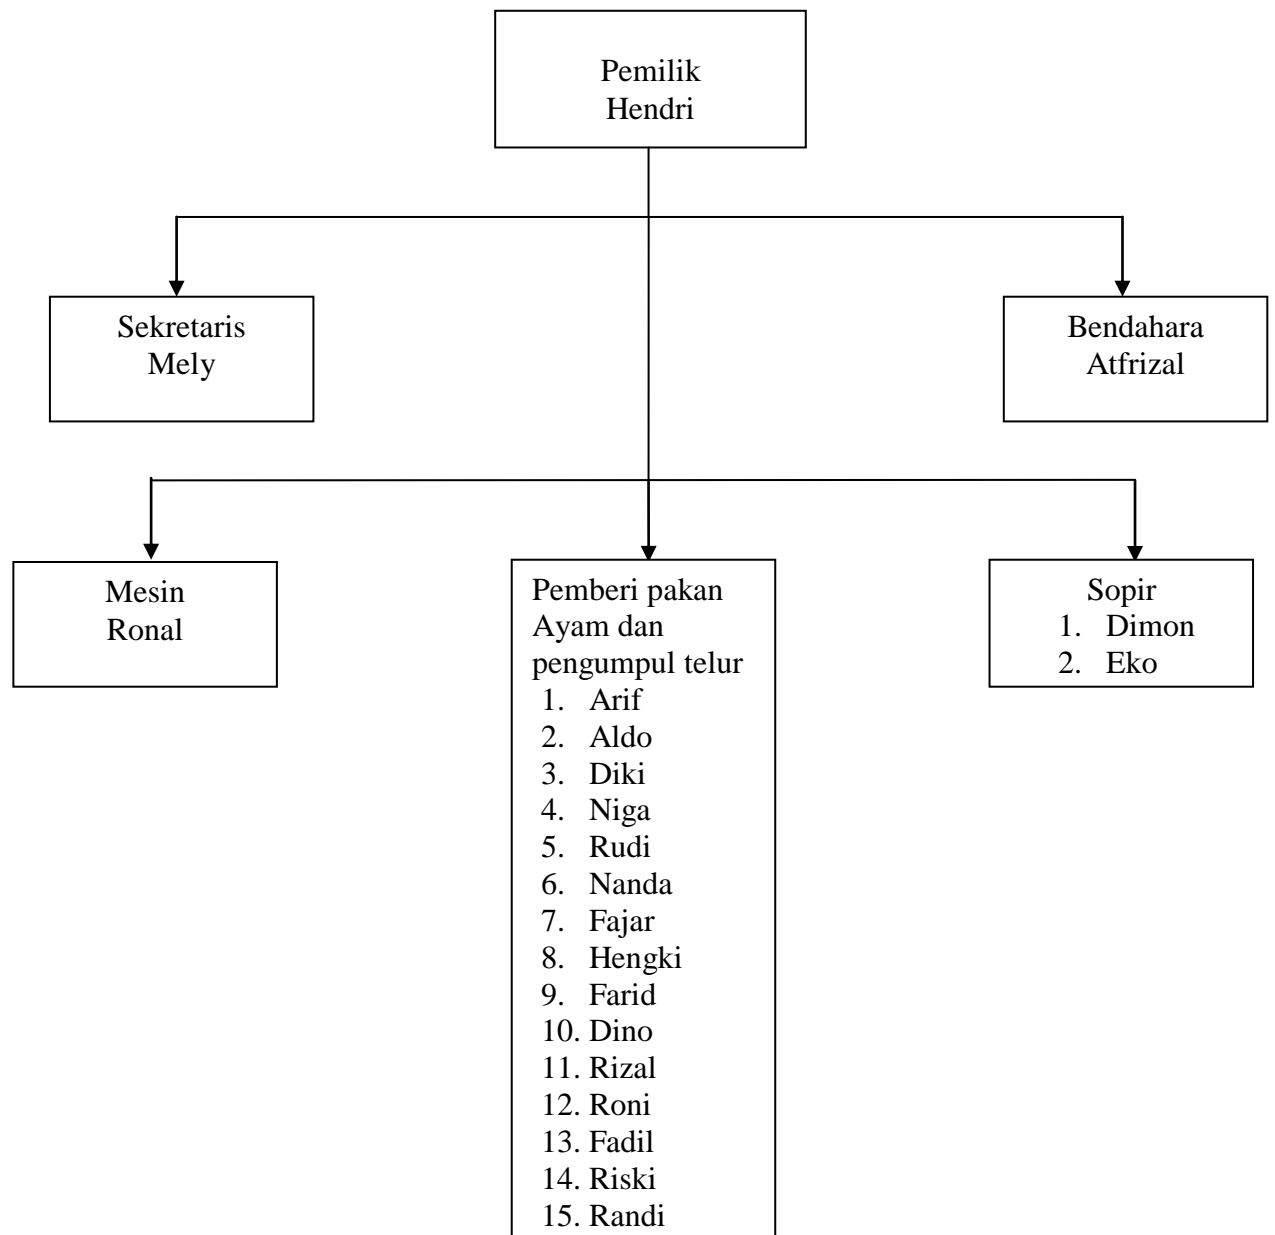 Pemilik
Hendri
Sekretaris
Mely
Bendahara
Atfrizal
Mesin
Ronal
Pemberi pakan
Ayam dan
pengumpul telur
1. Arif
2. Aldo
3. Diki
4. Niga
5. Rudi
6. Nanda
7. Fajar
8. Hengki
9. Farid
10. Dino
11. Rizal
12. Roni
13. Fadil
14. Riski
15. Randi
Sopir
1. Dimon
2. Eko